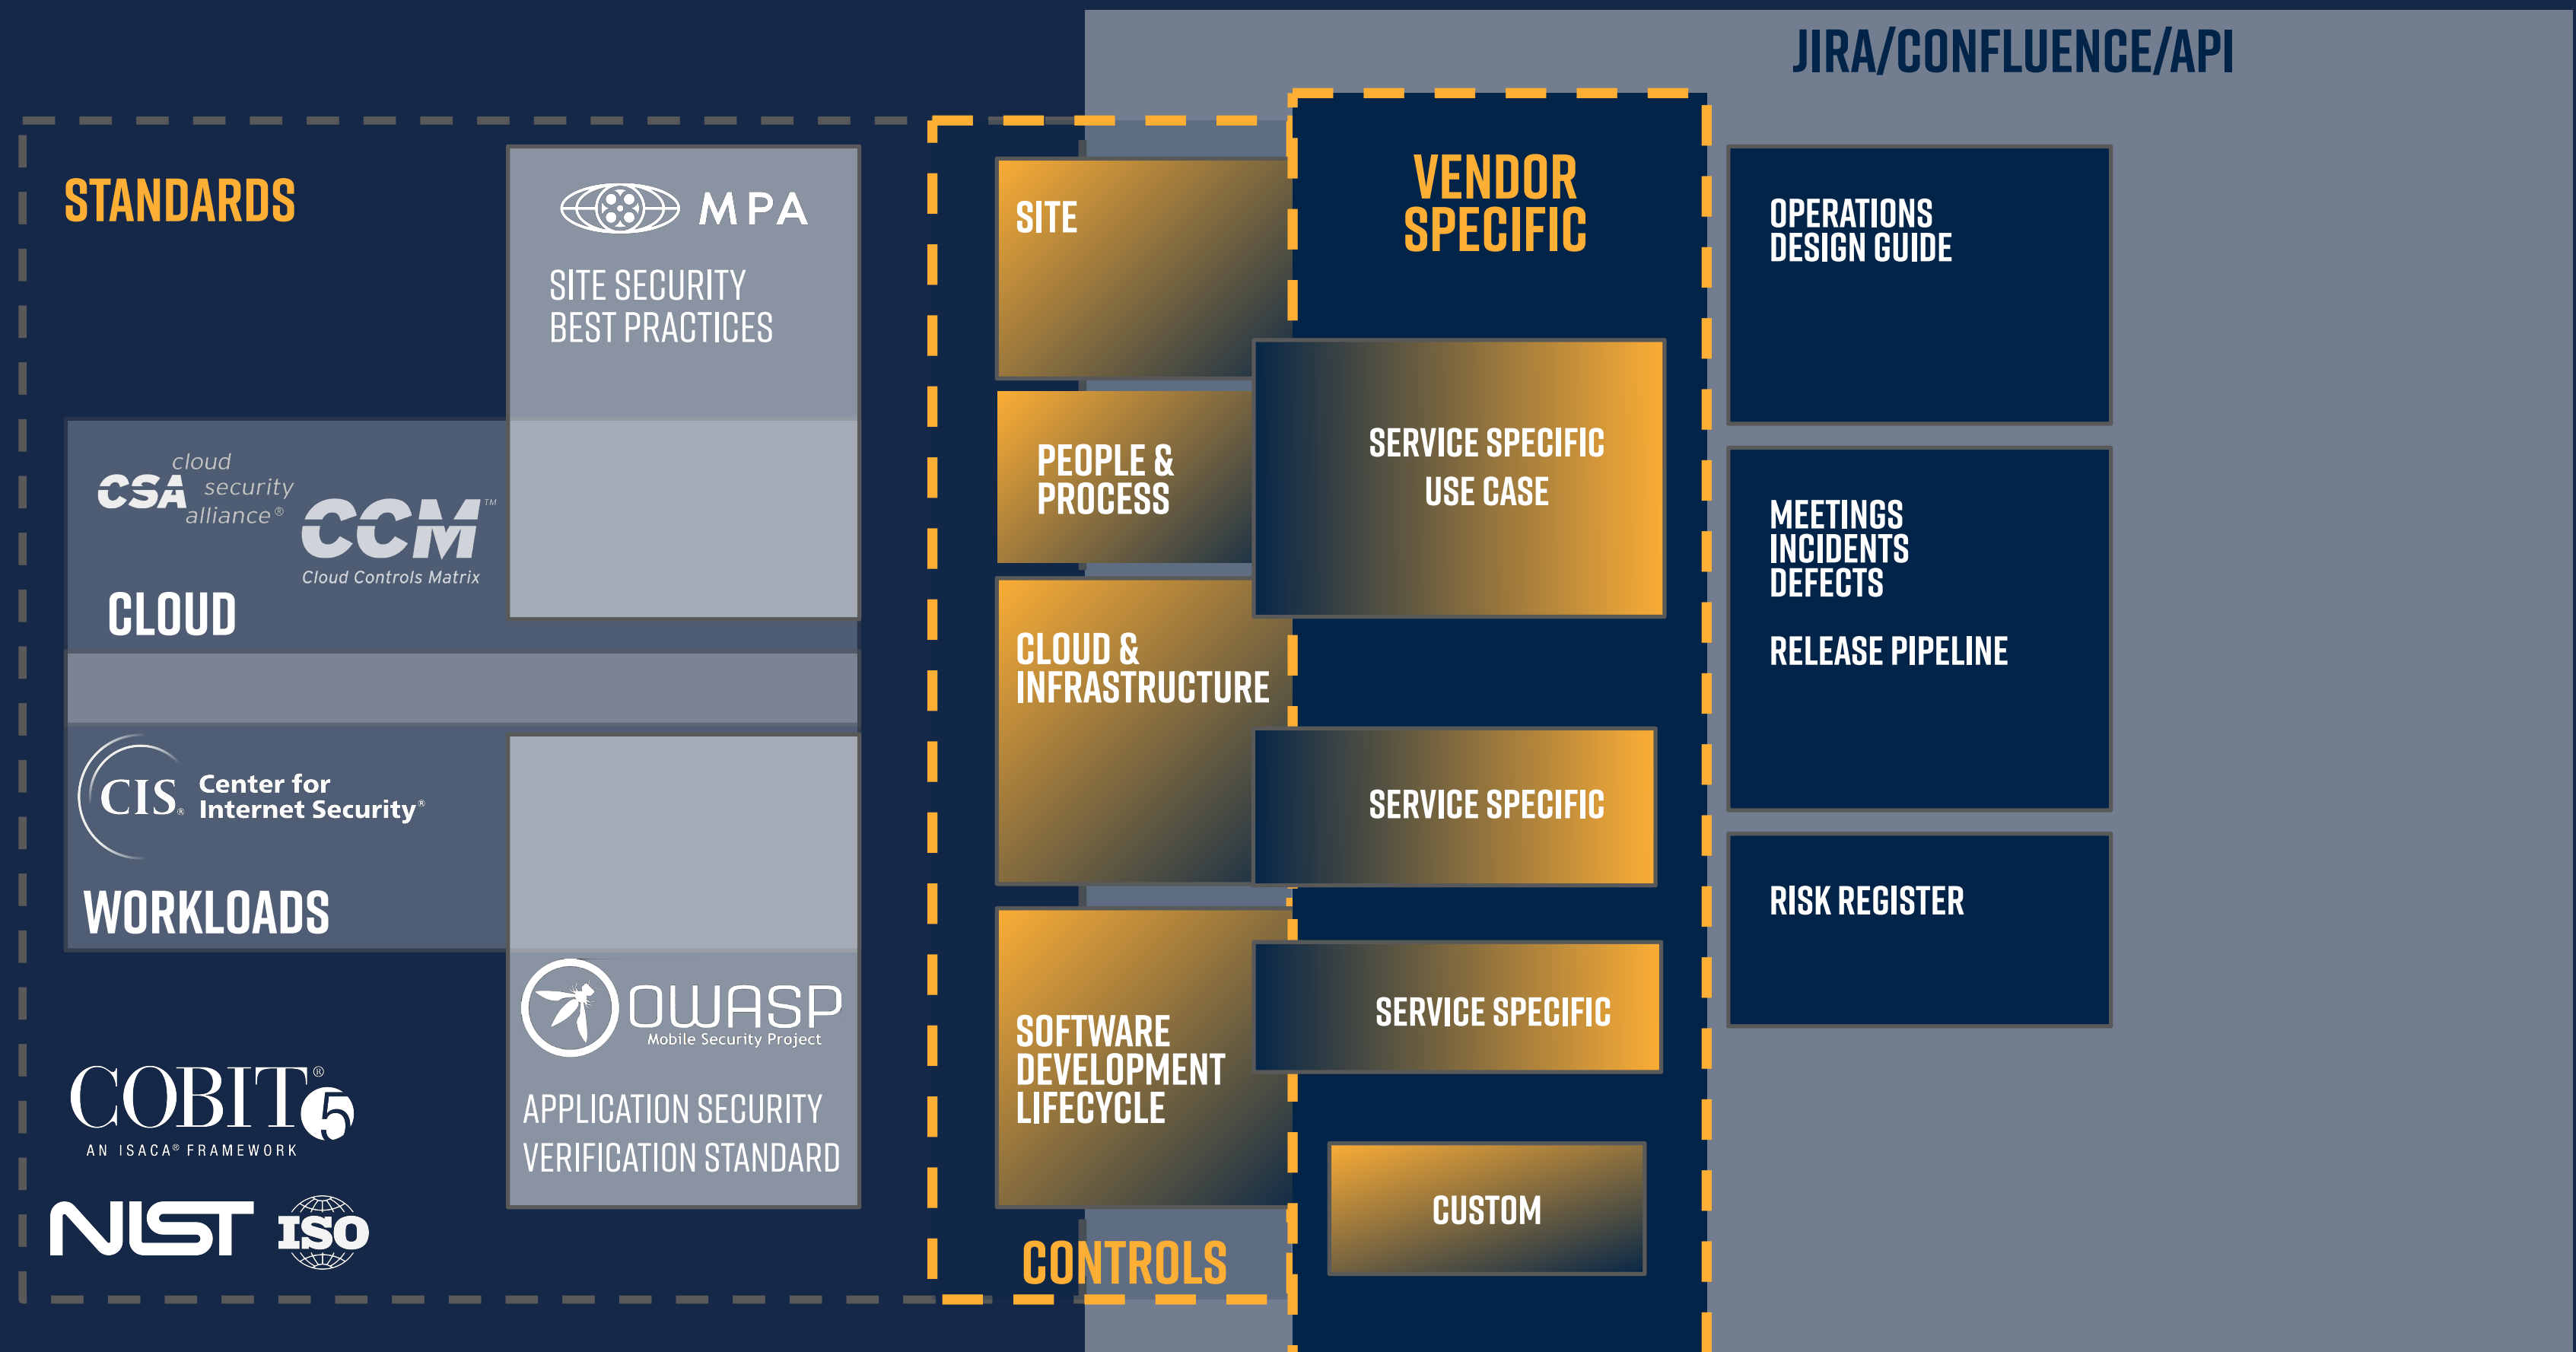 JIRA/CONFLUENCE/API
STANDARDS
MPA
SITE SECURITY
BEST PRACTICES
cloud
CSA security
alliance®
CCM™
Cloud Controls Matrix
CLOUD
CIS®
Center for
Internet Security®
WORKLOADS
OWASP
Mobile Security Project
APPLICATION SECURITY
VERIFICATION STANDARD
COBIT® 5
AN ISACA® FRAMEWORK
NIST
ISO
SITE
PEOPLE &
PROCESS
CLOUD &
INFRASTRUCTURE
SOFTWARE
DEVELOPMENT
LIFECYCLE
CONTROLS
VENDOR
SPECIFIC
SERVICE SPECIFIC
USE CASE
SERVICE SPECIFIC
SERVICE SPECIFIC
CUSTOM
OPERATIONS
DESIGN GUIDE
MEETINGS
INCIDENTS
DEFECTS
RELEASE PIPELINE
RISK REGISTER